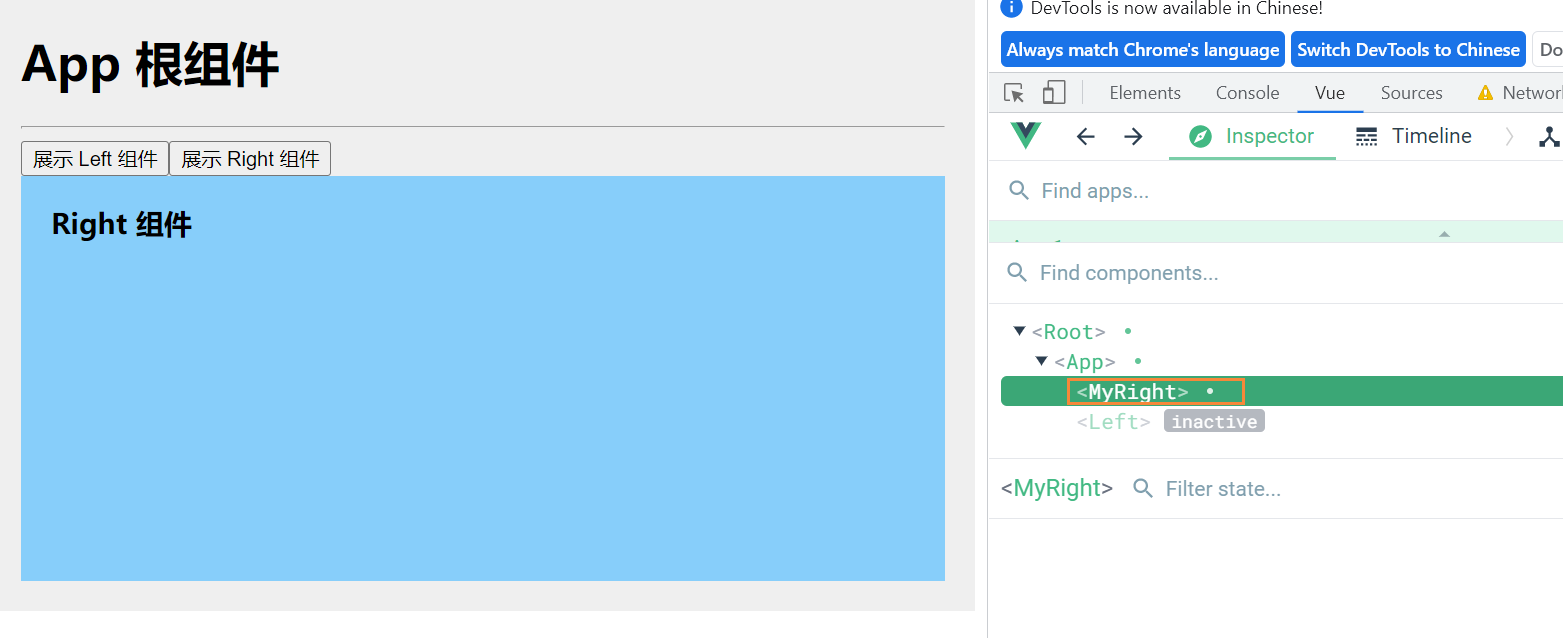 App 根组件
展示 Left 组件 展示 Right 组件
Right 组件
DevTools is now available in Chinese!
Always match Chrome's language Switch DevTools to Chinese
Elements Console Vue Sources
Inspector Timeline
Find apps...
Find components...
<Root>
<App>
<MyRight>
<Left> inactive
<MyRight> Filter state...